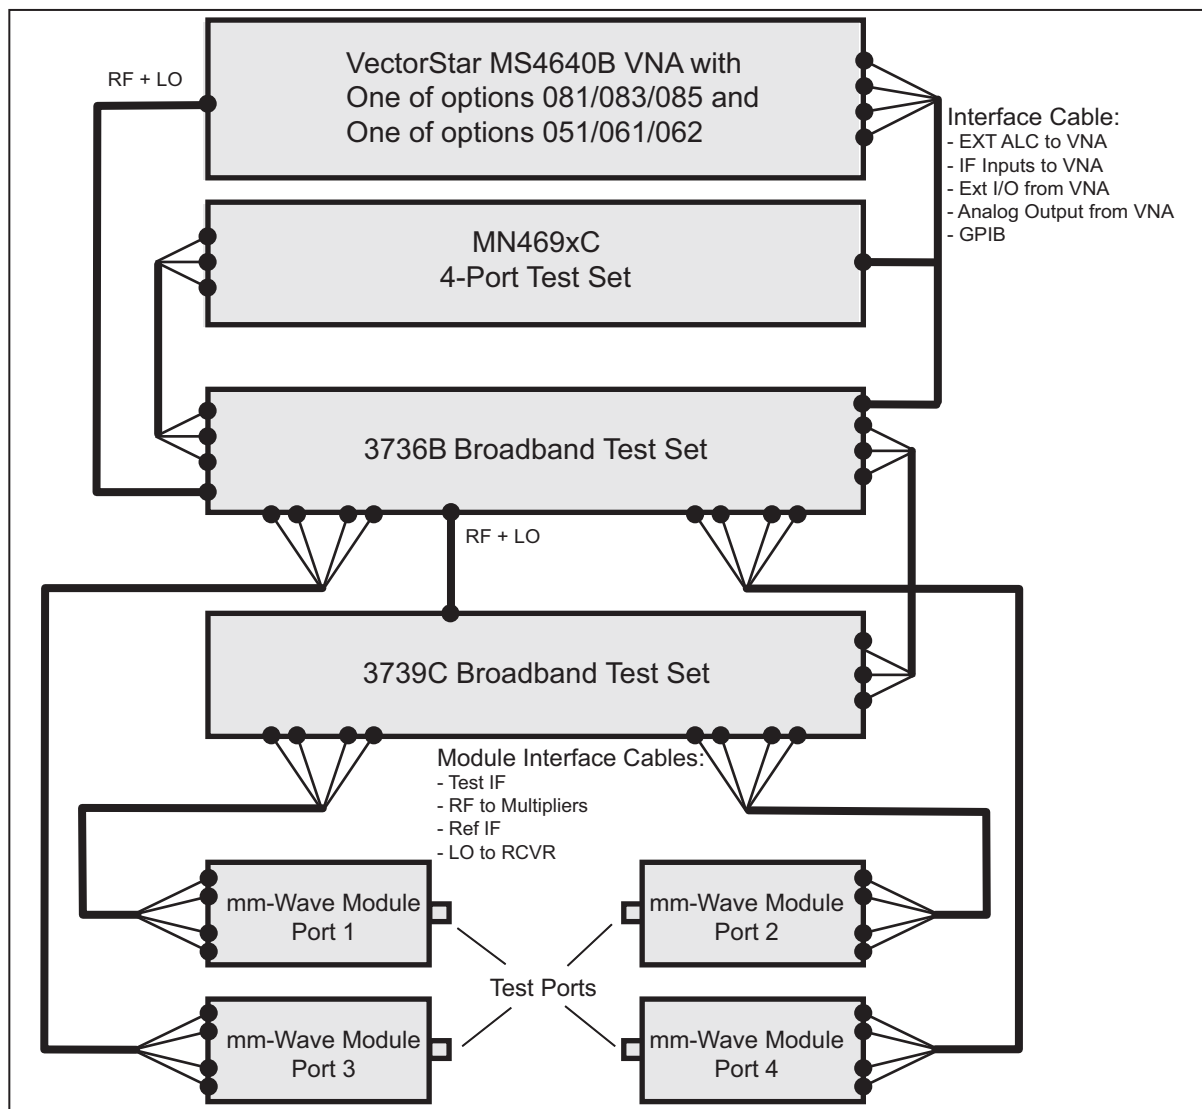 RF + LO
VectorStar MS4640B VNA with
One of options 081/083/085 and
One of options 051/061/062
Interface Cable:
- EXT ALC to VNA
- IF Inputs to VNA
- Ext I/O from VNA
- Analog Output from VNA
- GPIB
MN469xC
4-Port Test Set
3736B Broadband Test Set
RF + LO
3739C Broadband Test Set
Module Interface Cables:
- Test IF
- RF to Multipliers
- Ref IF
- LO to RCVR
mm-Wave Module
Port 1
mm-Wave Module
Port 2
Test Ports
mm-Wave Module
Port 3
mm-Wave Module
Port 4